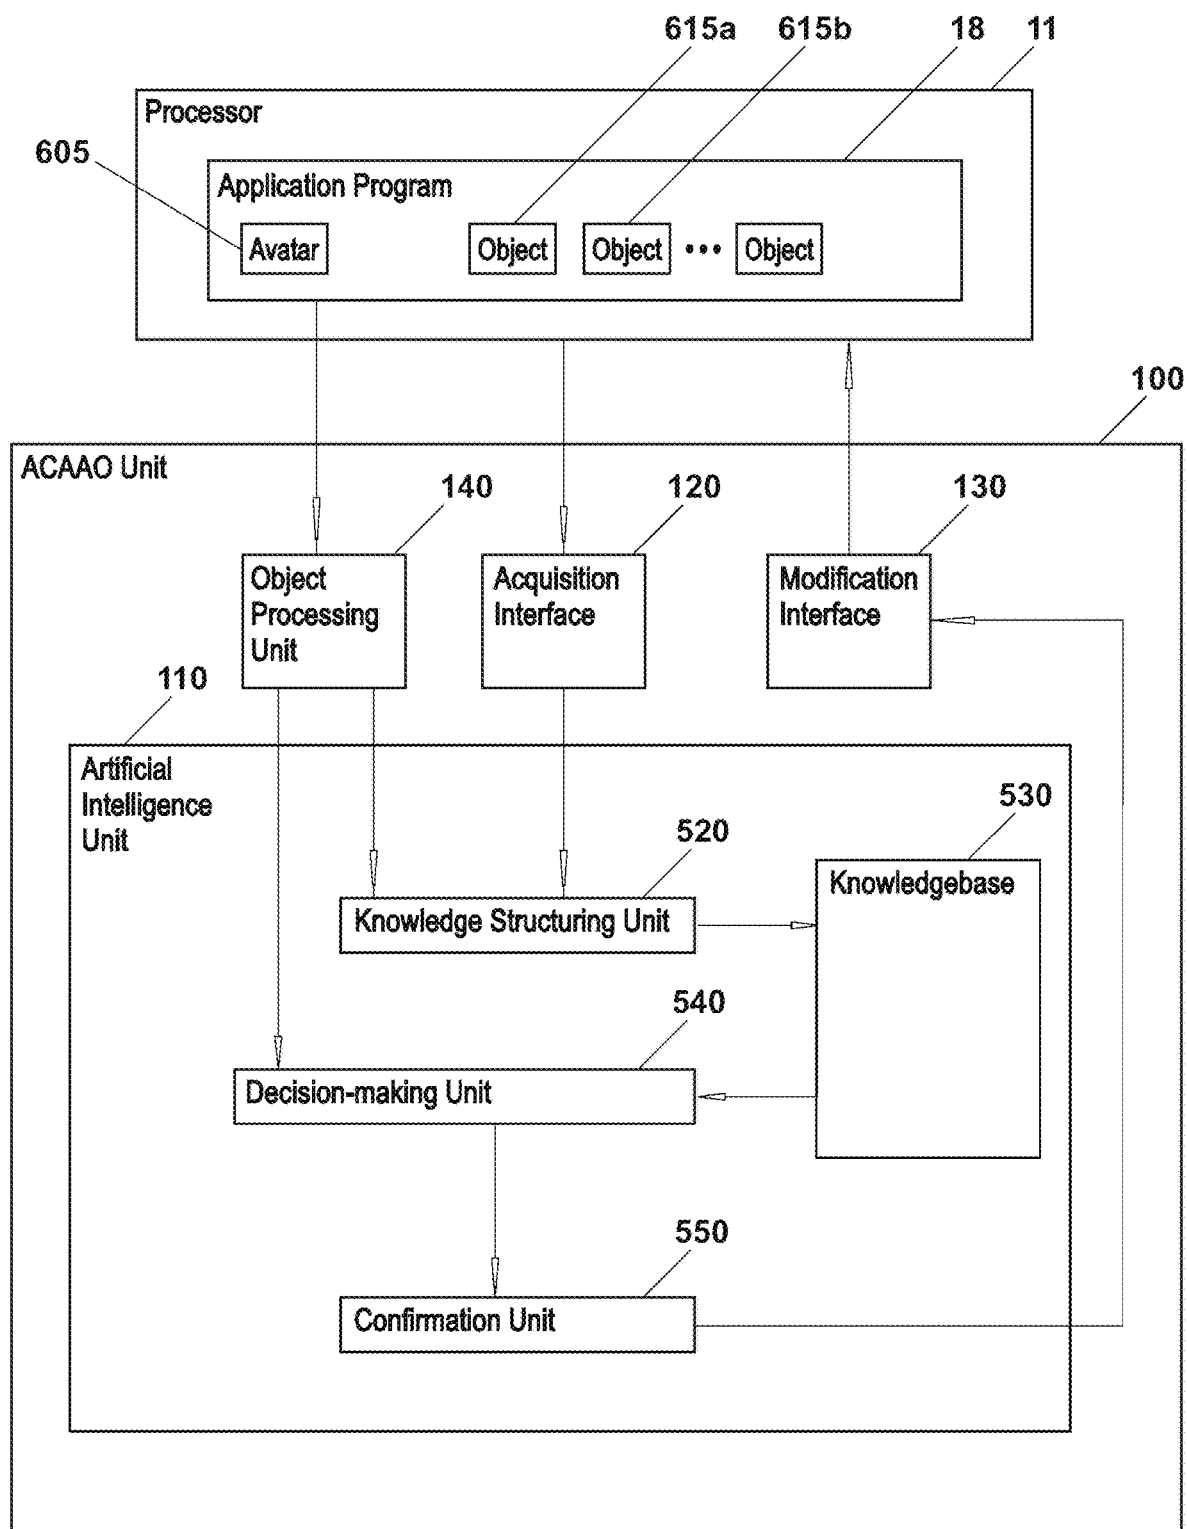 615a
615b
18
11
Processor
605
Application Program
Avatar
Object
Object
•••
Object
100
ACAAO Unit
140
120
130
Object
Processing
Unit
Acquisition
Interface
Modification
Interface
110
Artificial
Intelligence
Unit
530
520
Knowledgebase
Knowledge Structuring Unit
540
Decision-making Unit
550
Confirmation Unit